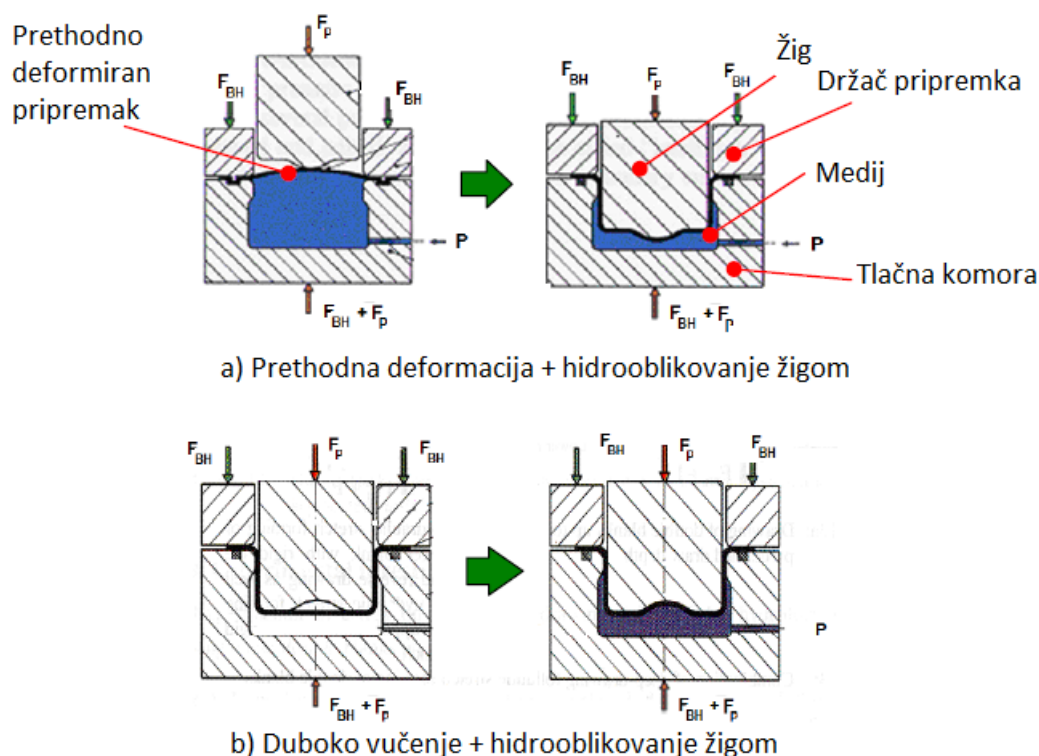 Prethodno
deformiran
pripremak
F_p
F_BH
F_BH
P
F_BH + F_p
F_BH
F_p
F_BH
Žig
Držač pripremka
Medij
P
Tlačna komora
F_BH + F_p
a) Prethodna deformacija + hidrooblikovanje žigom
F_BH
F_p
F_BH
F_BH + F_p
F_BH
F_p
F_BH
P
F_BH + F_p
b) Duboko vučenje + hidrooblikovanje žigom